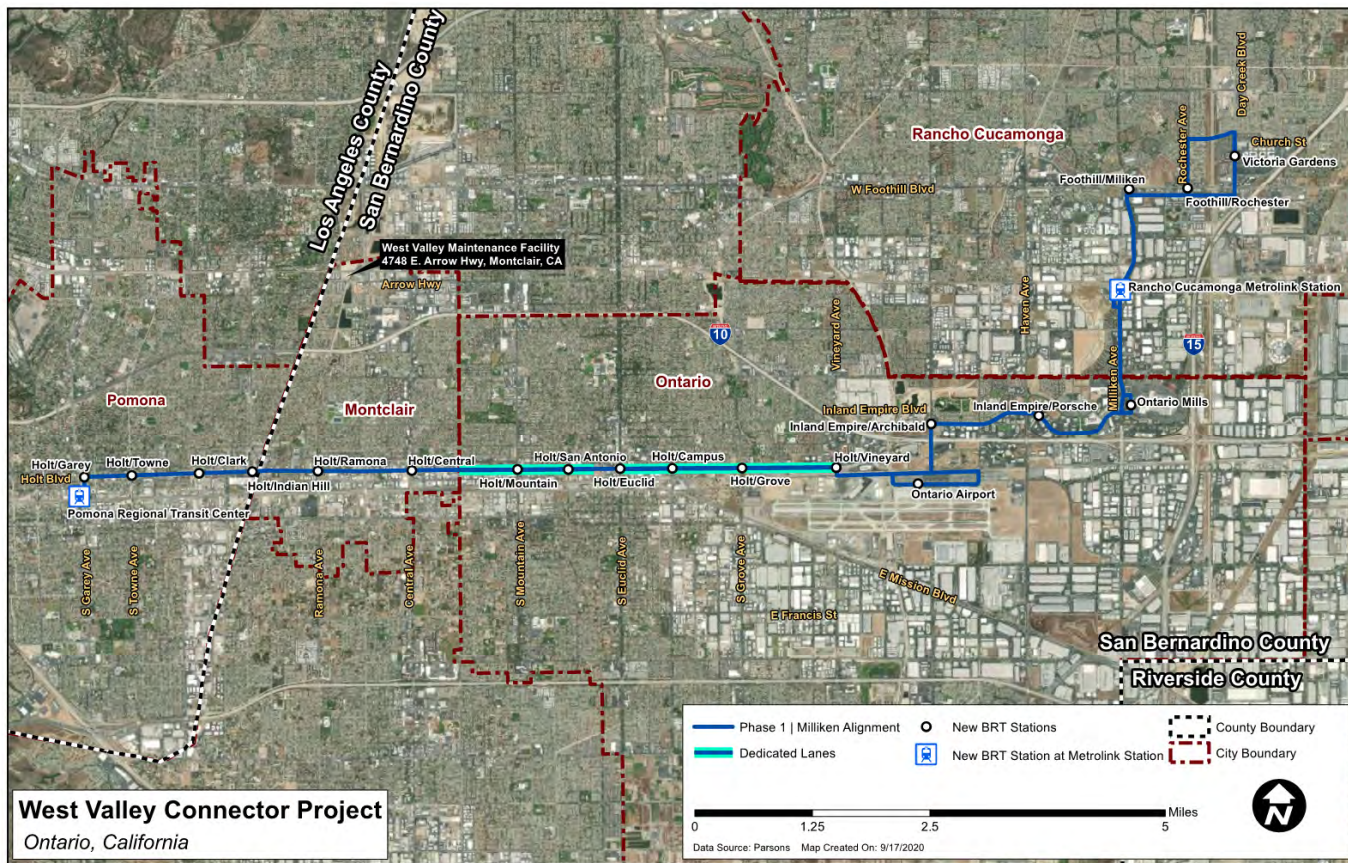 Los Angeles County
San Bernardino County
Rancho Cucamonga
Day Creek Blvd
Rochester Ave
Church St
Victoria Gardens
Foothill/Miliken
W Foothill Blvd
Foothill/Rochester
West Valley Maintenance Facility
4748 E. Arrow Hwy, Montclair, CA
Arrow Hwy
Rancho Cucamonga Metrolink Station
Haven Ave
Vineyard Ave
10
15
Milliken Ave
Ontario
Pomona
Montclair
Ontario Mills
Inland Empire/Porsche
Inland Empire Blvd
Inland Empire/Archibald
Holt/Garey
Holt/Towne
Holt/Clark
Holt/Ramona
Holt/Central
Holt/San Antonio
Holt/Campus
Holt/Vineyard
Holt Blvd
Holt/Indian Hill
Holt/Mountain
Holt/Euclid
Holt/Grove
Ontario Airport
Pomona Regional Transit Center
S Garey Ave
S Towne Ave
Ramona Ave
Central Ave
S Mountain Ave
S Euclid Ave
S Grove Ave
E Mission Blvd
E Francis St
San Bernardino County
Riverside County
Phase 1 | Milliken Alignment
New BRT Stations
County Boundary
Dedicated Lanes
New BRT Station at Metrolink Station
City Boundary
Miles
0
1.25
2.5
5
N
Data Source: Parsons Map Created On: 9/17/2020
West Valley Connector Project
Ontario, California